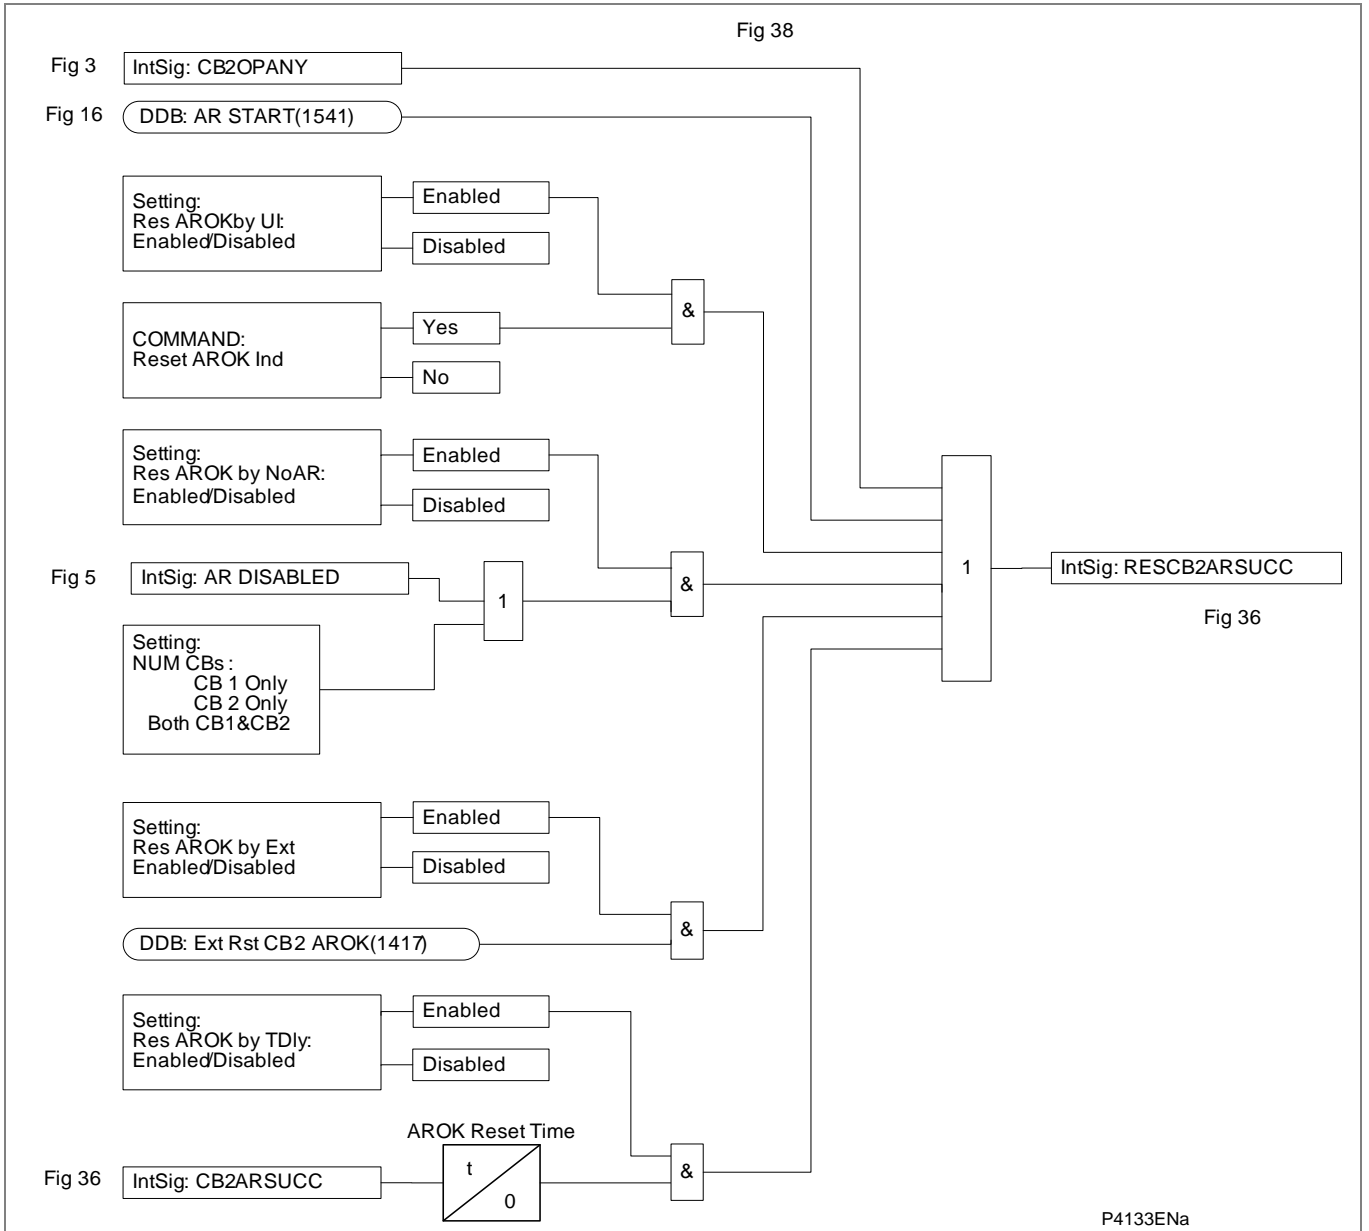 Fig 38
Fig 3
IntSig: CB2OPANY
Fig 16
DDB: AR START(1541)
Setting:
Res AROKby UI:
Enabled/Disabled
Enabled
Disabled
&
COMMAND:
Reset AROK Ind
Yes
No
Setting:
Res AROK by NoAR:
Enabled/Disabled
Enabled
Disabled
&
Fig 5
IntSig: AR DISABLED
1
Setting:
NUM CBs :
CB 1 Only
CB 2 Only
Both CB1&CB2
1
IntSig: RESCB2ARSUCC
Fig 36
Setting:
Res AROK by Ext
Enabled/Disabled
Enabled
Disabled
&
DDB: Ext Rst CB2 AROK(1417)
Setting:
Res AROK by TDly:
Enabled/Disabled
Enabled
Disabled
AROK Reset Time
&
Fig 36
IntSig: CB2ARSUCC
t
0
P4133ENa